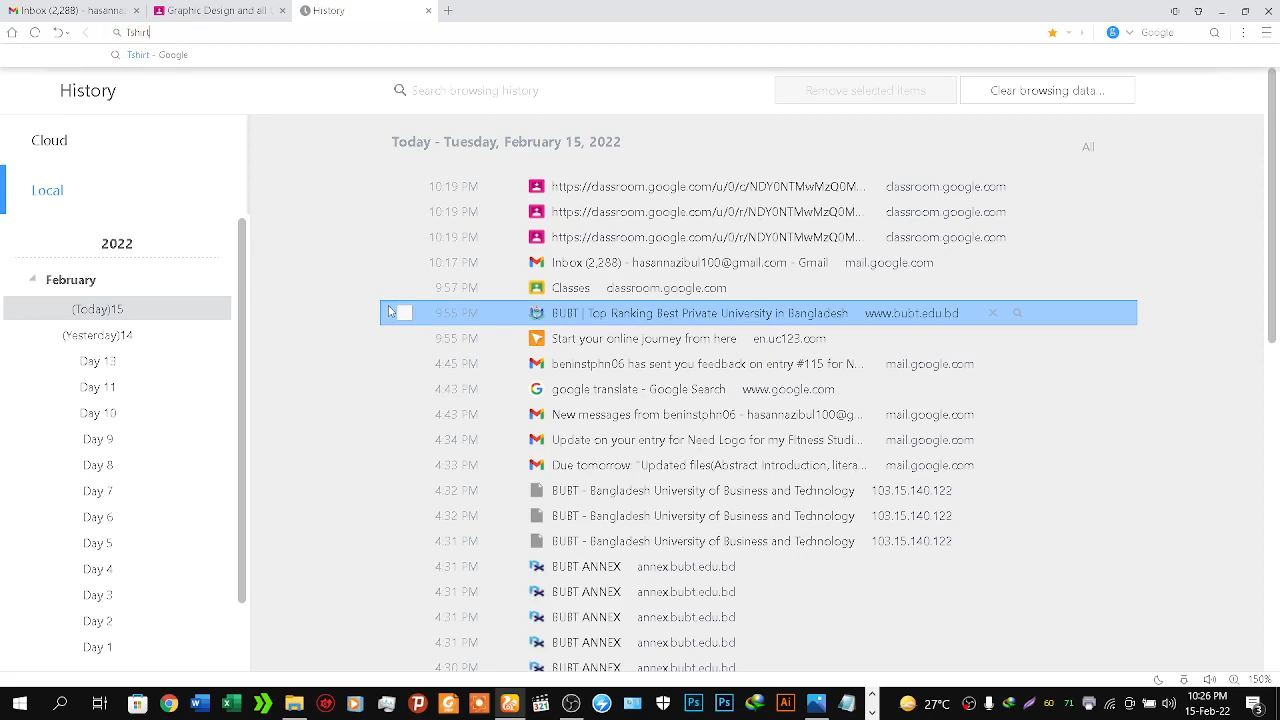 Inbox (2,288) - hasannaz
Graphic Design and all
History
Tshirt
Google
Tshirt - Google
History
Search browsing history
Remove selected items
Clear browsing data...
Cloud
Local
2022
February
(Today)15
(Yesterday)14
Day 13
Day 11
Day 10
Day 9
Day 8
Day 7
Day 6
Day 5
Day 4
Day 3
Day 2
Day 1
Today - Tuesday, February 15, 2022
All
10:19 PM https://classroom.google.com/u/0/c/NDY0NTMwMzQ0M... classroom.google.com
10:19 PM https://classroom.google.com/u/0/r/NDY0NTMwMzQ0M... classroom.google.com
10:19 PM https://classroom.google.com/u/0/r/NDY0NTMwMzQ0M... classroom.google.com
10:17 PM Inbox (2,288) - hasannazibul100@gmail.com - Gmail mail.google.com
9:57 PM Classes classroom.google.com
9:55 PM BUBT | Top Ranking Best Private University in Bangladesh www.bubt.edu.bd
9:55 PM Start your online journey from here en.uc123.com
4:45 PM beninstphn06 has sent you feedback on entry #115 for N... mail.google.com
4:43 PM google translate - Google Search www.google.com
4:43 PM New messages from beninstphn06 - hasannazibul100@g... mail.google.com
4:34 PM Update on your entry for Need Logo for my Fitness Studi... mail.google.com
4:33 PM Due tomorrow: "Updated files(Abstract Introduction, litera... mail.google.com
4:32 PM BUBT - Bangladesh University of Business and Technology 103.15.140.122
4:32 PM BUBT - Bangladesh University of Business and Technology 103.15.140.122
4:31 PM BUBT - Bangladesh University of Business and Technology 103.15.140.122
4:31 PM BUBT ANNEX annex.bubt.edu.bd
4:31 PM BUBT ANNEX annex.bubt.edu.bd
4:31 PM BUBT ANNEX annex.bubt.edu.bd
4:31 PM BUBT ANNEX annex.bubt.edu.bd
4:30 PM BUBT ANNEX annex.bubt.edu.bd
150%
321
Ps
Ps
Ai
27°C
60
71
10:26 PM
15-Feb-22